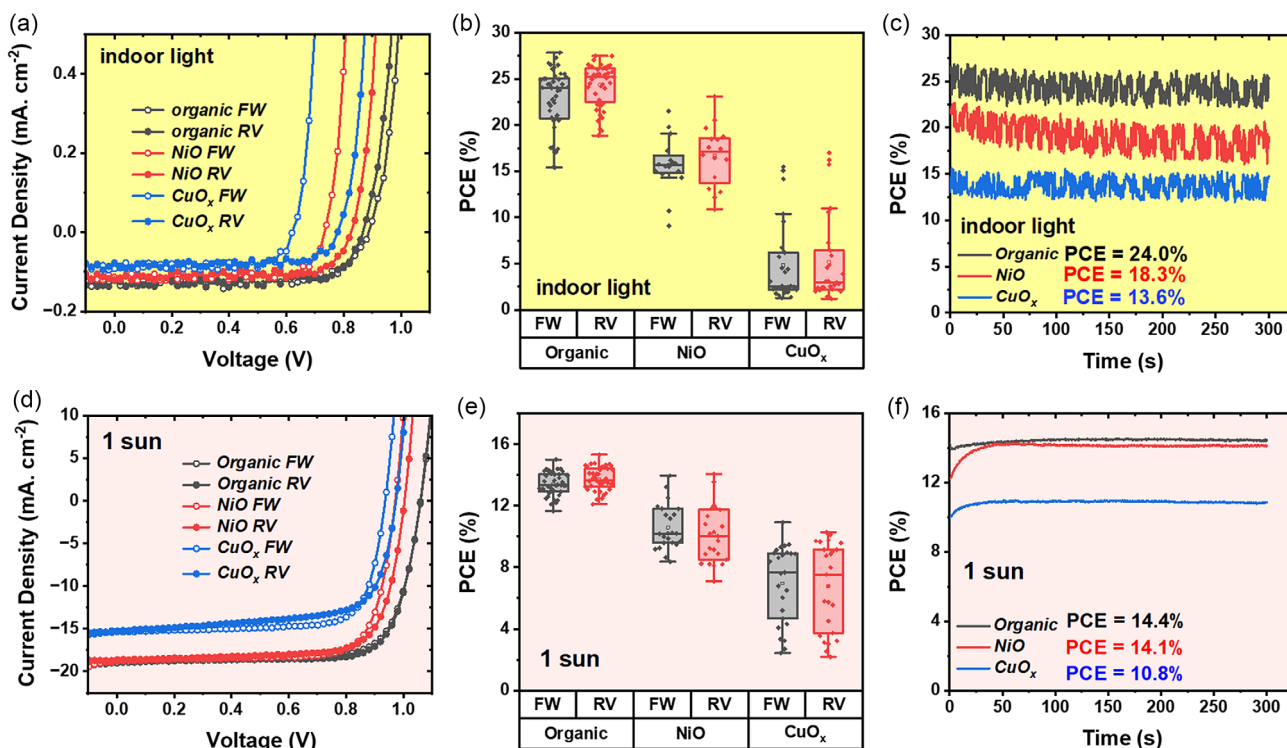 (a)
indoor light
organic FW
organic RV
NiO FW
NiO RV
CuOx FW
CuOx RV
Current Density (mA. cm-2)
0.4
0.2
0.0
−0.2
0.0
0.2
0.4
0.6
0.8
1.0
Voltage (V)
(b)
PCE (%)
30
25
20
15
10
5
0
indoor light
FW RV FW RV FW RV
Organic NiO CuOx
(c)
PCE (%)
30
25
20
15
10
5
0
indoor light
Organic PCE = 24.0%
NiO PCE = 18.3%
CuOx PCE = 13.6%
0 50 100 150 200 250 300
Time (s)
(d)
1 sun
Organic FW
Organic RV
NiO FW
NiO RV
CuOx FW
CuOx RV
Current Density (mA. cm-2)
10
5
0
−5
−10
−15
−20
0.0 0.2 0.4 0.6 0.8 1.0
Voltage (V)
(e)
PCE (%)
18
16
14
12
10
8
6
4
2
0
1 sun
FW RV FW RV FW RV
Organic NiO CuOx
(f)
PCE (%)
16
12
8
4
0
1 sun
Organic PCE = 14.4%
NiO PCE = 14.1%
CuOx PCE = 10.8%
0 50 100 150 200 250 300
Time (s)